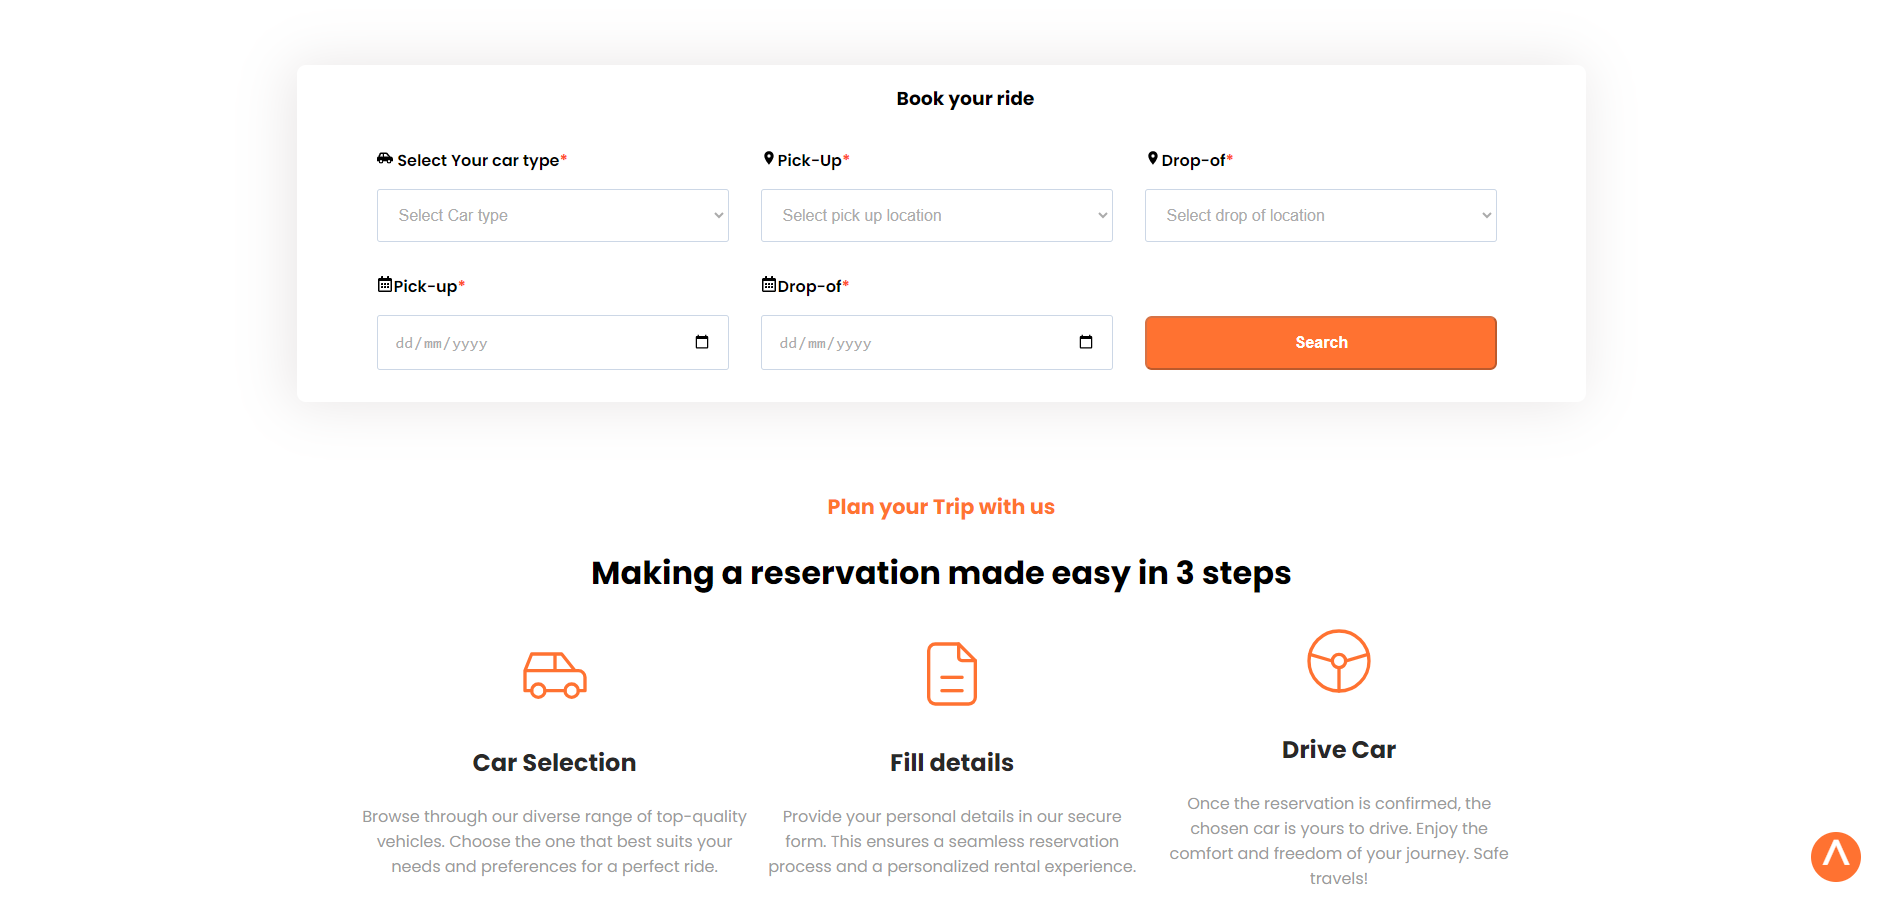 Book your ride
Select Your car type*
Pick-Up*
Drop-of*
Select Car type
Select pick up location
Select drop of location
Pick-up*
Drop-of*
dd/mm/yyyy
dd/mm/yyyy
Search
Plan your Trip with us
Making a reservation made easy in 3 steps
Car Selection
Browse through our diverse range of top-quality
vehicles. Choose the one that best suits your
needs and preferences for a perfect ride.
Fill details
Provide your personal details in our secure
form. This ensures a seamless reservation
process and a personalized rental experience.
Drive Car
Once the reservation is confirmed, the
chosen car is yours to drive. Enjoy the
comfort and freedom of your journey. Safe
travels!